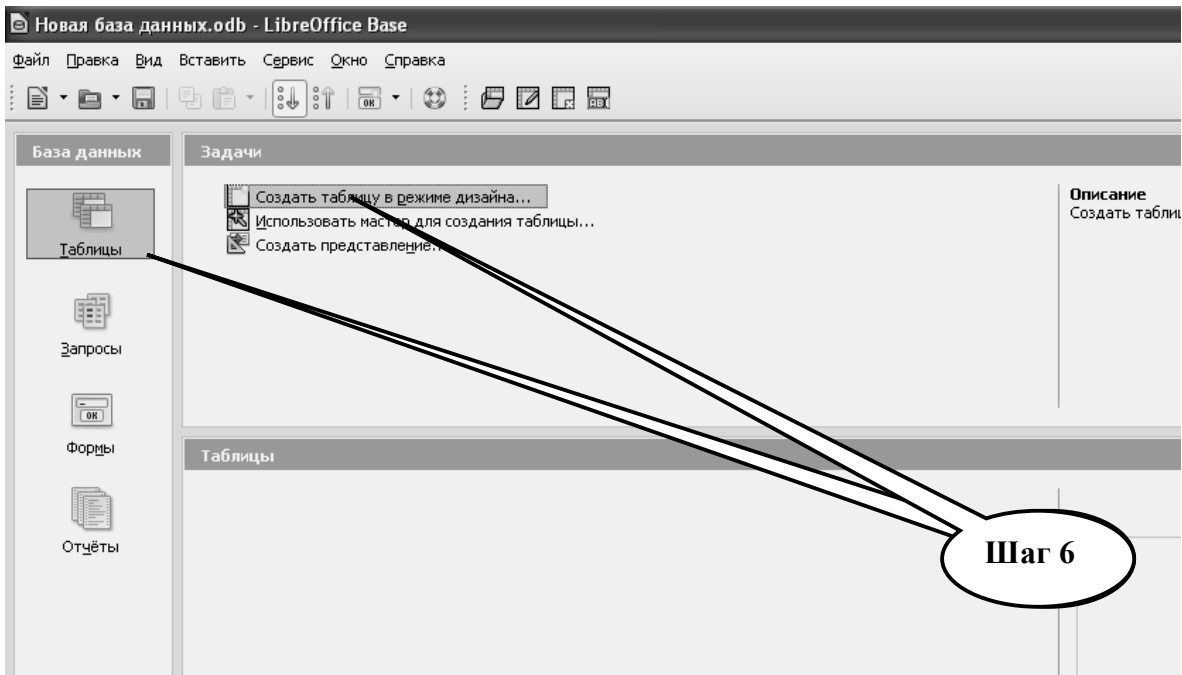 Новая база данных.odb - LibreOffice Base
Файл Правка Вид Вставить Сервис Окно Справка
База данных
Задачи
Таблицы
Запросы
Формы
Отчёты
Создать таблицу в режиме дизайна...
Использовать мастер для создания таблицы...
Создать представление...
Описание
Создать табли
Таблицы
Шаг 6